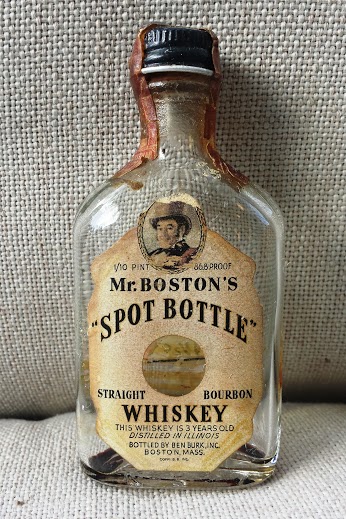 1/10 PINT 86.8 PROOF
Mr. BOSTON'S
"SPOT BOTTLE"
STRAIGHT BOURBON
WHISKEY
THIS WHISKEY IS 3 YEARS OLD
DISTILLED IN ILLINOIS
BOTTLED BY BEN BURK, INC.
BOSTON, MASS.